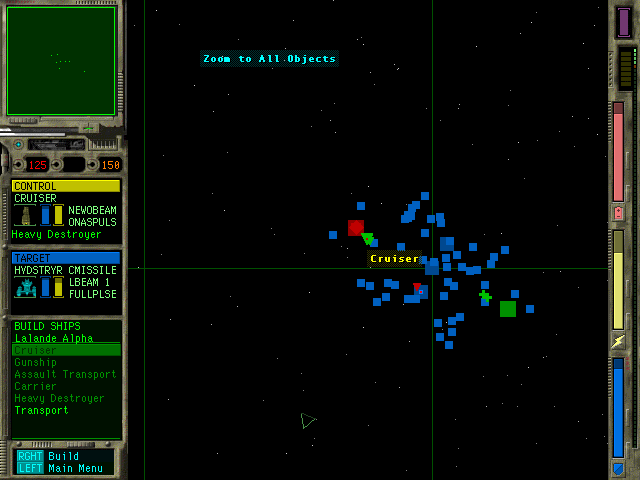 Zoom to All Objects
125 150
CONTROL
CRUISER
NEWOBEAM
ONASPULS
Heavy Destroyer
TARGET
HVDSTRYR CMISSILE
LBEAM 1
FULLPLSE
Cruiser
BUILD SHIPS
Lalande Alpha
Cruiser
Gunship
Assault Transport
Carrier
Heavy Destroyer
Transport
RGHT Build
LEFT Main Menu